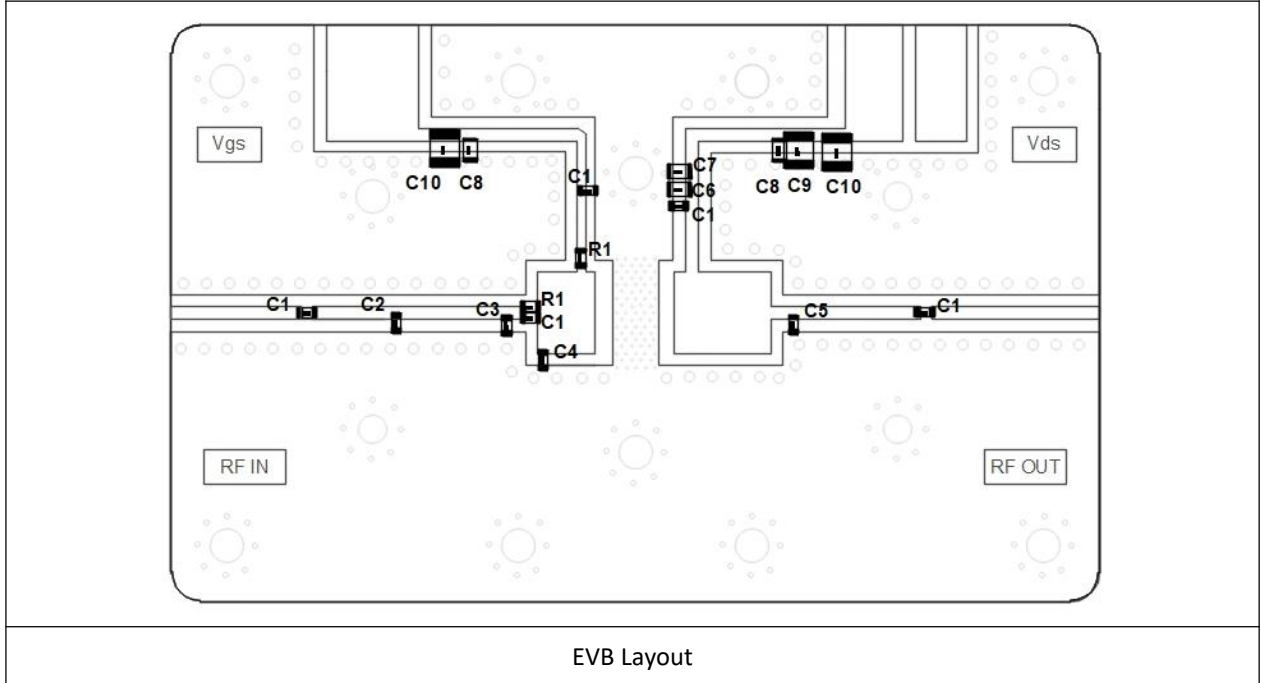 Vgs
Vds
C10 C8
C1
C7
C6
C1
C8 C9 C10
R1
C1
C2
C3
R1
C1
C4
C5
C1
RF IN
RF OUT
EVB Layout